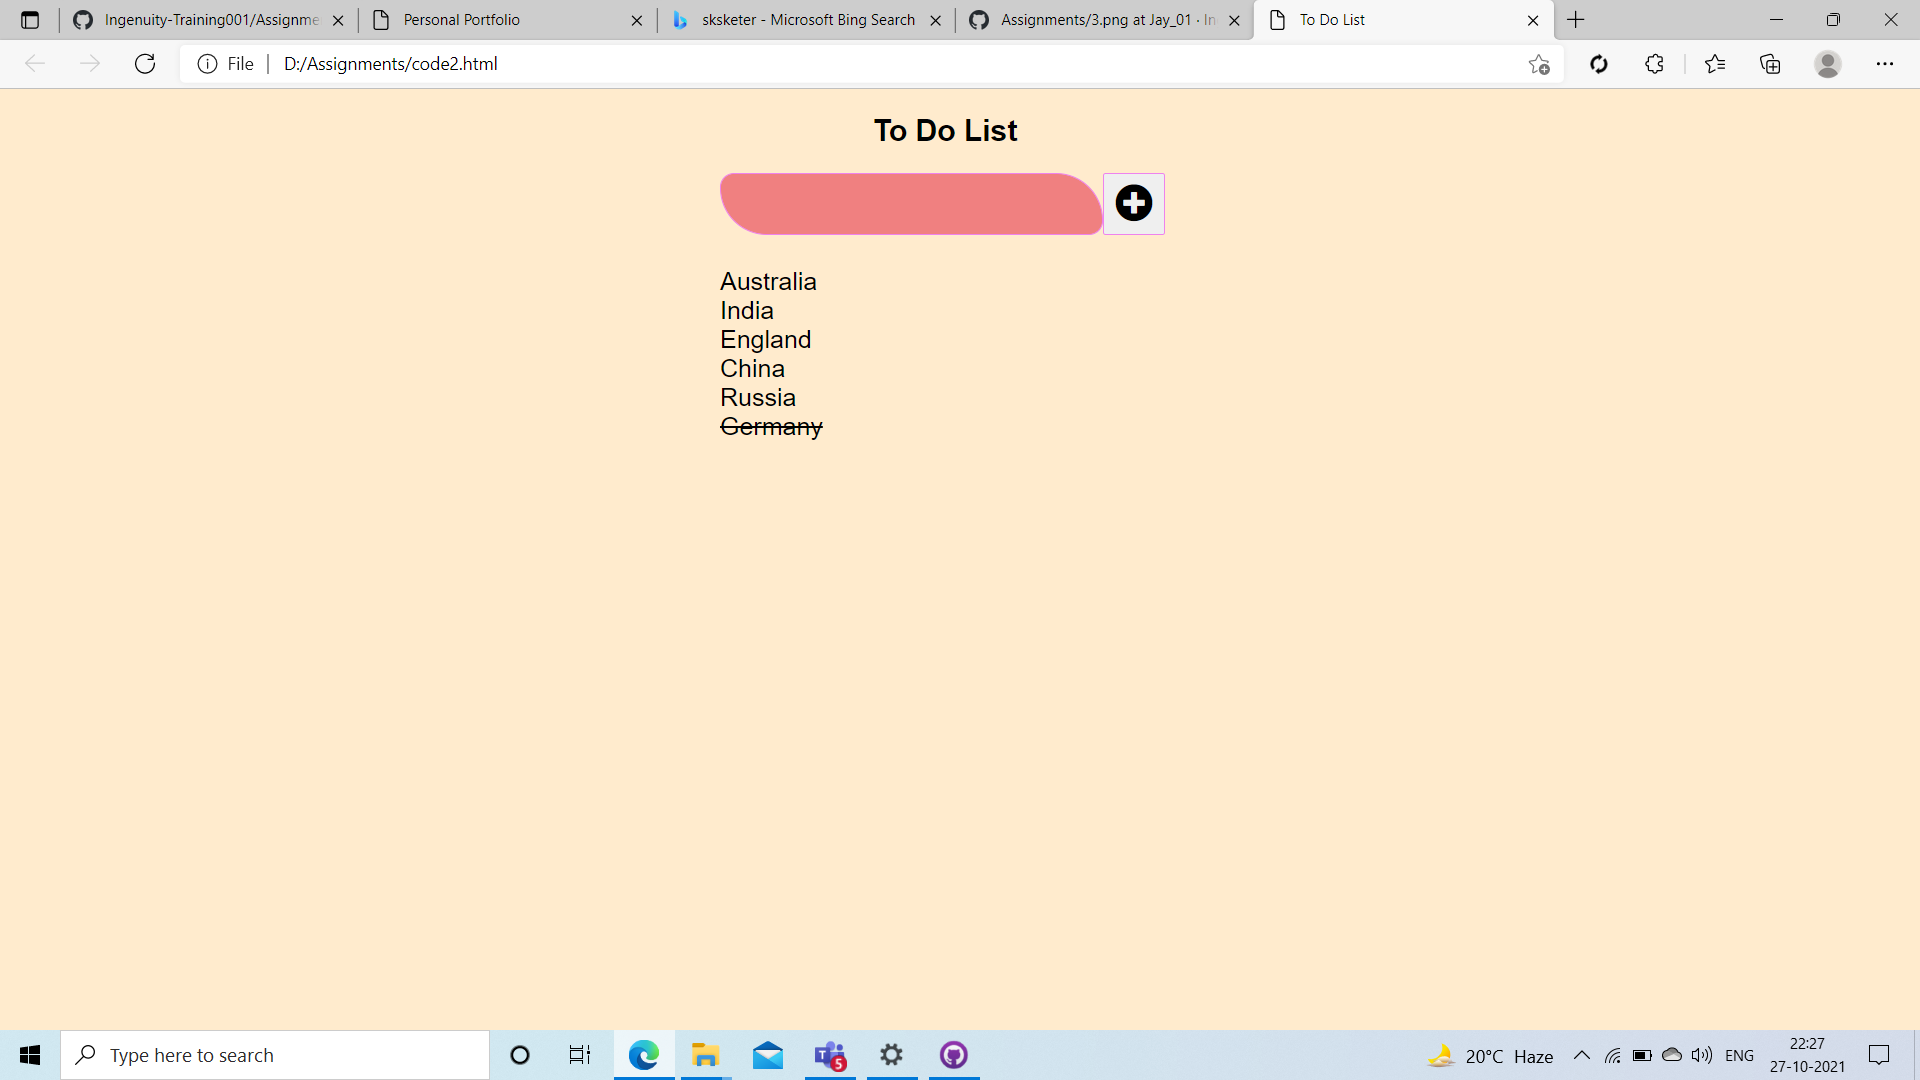 Ingenuity-Training001/Assignme
Personal Portfolio
sksketer - Microsoft Bing Search
Assignments/3.png at Jay_01 · In
To Do List
File
D:/Assignments/code2.html
To Do List
Australia
India
England
China
Russia
Germany
Type here to search
T
5
20°C Haze
ENG
22:27
27-10-2021